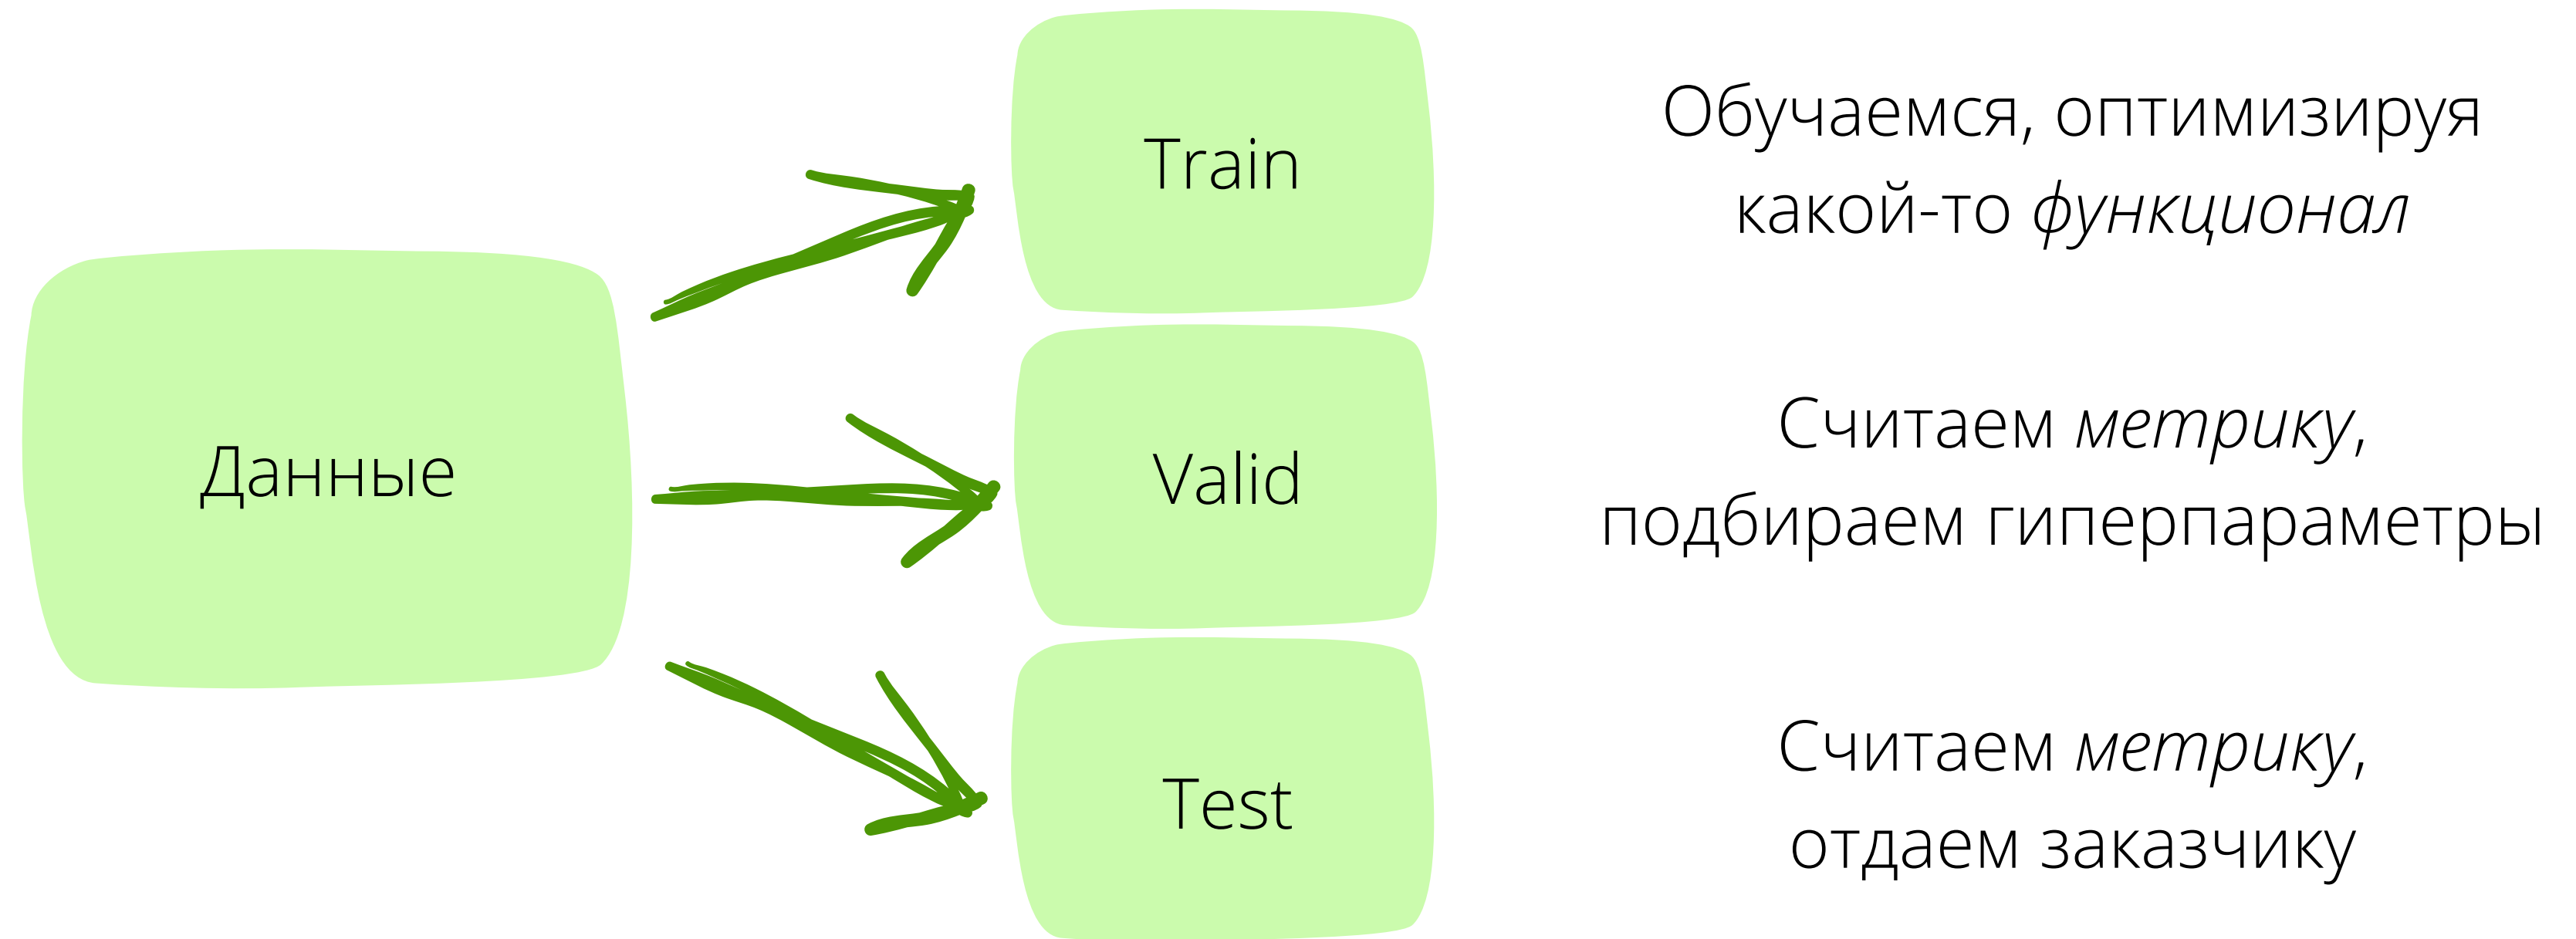 Данные
Train
Обучаемся, оптимизируя
какой-то функционал
Valid
Считаем метрику,
подбираем гиперпараметры
Test
Считаем метрику,
отдаем заказчику